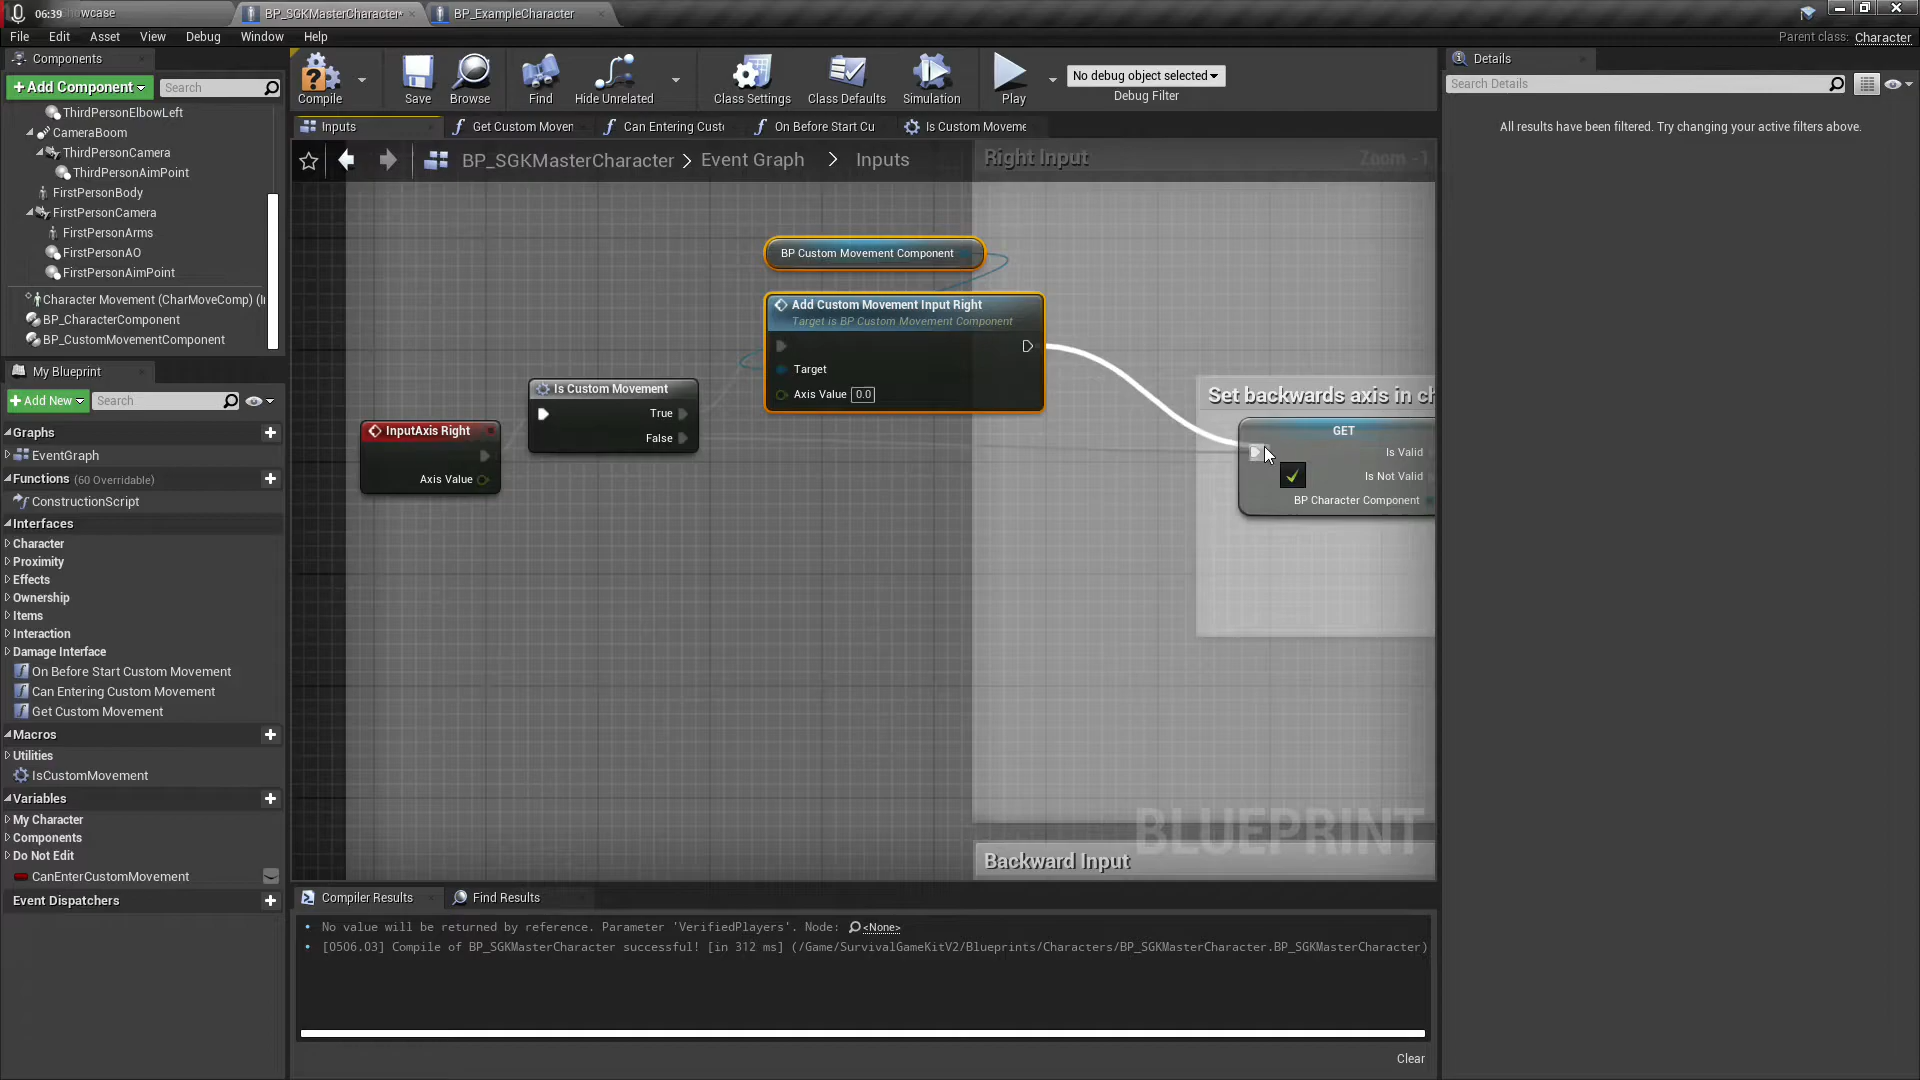 06:39
owcase
BP_SGKMasterCharacter*
BP_ExampleCharacter
File Edit Asset View Debug Window Help
Parent class: Character
Components
Add Component
Search
ThirdPersonElbowLeft
CameraBoom
ThirdPersonCamera
ThirdPersonAimPoint
FirstPersonBody
FirstPersonCamera
FirstPersonArms
FirstPersonAO
FirstPersonAimPoint
Character Movement (CharMoveComp) (I
BP_CharacterComponent
BP_CustomMovementComponent
My Blueprint
Add New
Search
Graphs
EventGraph
Functions (60 Overridable)
ConstructionScript
Interfaces
Character
Proximity
Effects
Ownership
Items
Interaction
Damage Interface
On Before Start Custom Movement
Can Entering Custom Movement
Get Custom Movement
Macros
Utilities
IsCustomMovement
Variables
My Character
Components
Do Not Edit
CanEnterCustomMovement
Event Dispatchers
Compile
Save
Browse
Find
Hide Unrelated
Class Settings
Class Defaults
Simulation
Play
No debug object selected
Debug Filter
Inputs
Get Custom Moven
Can Entering Custo
On Before Start Cu
Is Custom Moveme
BP_SGKMasterCharacter > Event Graph > Inputs
Right Input
Zoom -1
BP Custom Movement Component
Add Custom Movement Input Right
Target is BP Custom Movement Component
Target
Axis Value 0.0
Is Custom Movement
True
False
InputAxis Right
Axis Value
Set backwards axis in ch
GET
Is Valid
Is Not Valid
BP Character Component
BLUEPRINT
Backward Input
Compiler Results
Find Results
No value will be returned by reference. Parameter 'VerifiedPlayers'. Node: <None>
[0506.03] Compile of BP_SGKMasterCharacter successful! [in 312 ms] (/Game/SurvivalGameKitV2/Blueprints/Characters/BP_SGKMasterCharacter.BP_SGKMasterCharacter)
Clear
Details
Search Details
All results have been filtered. Try changing your active filters above.